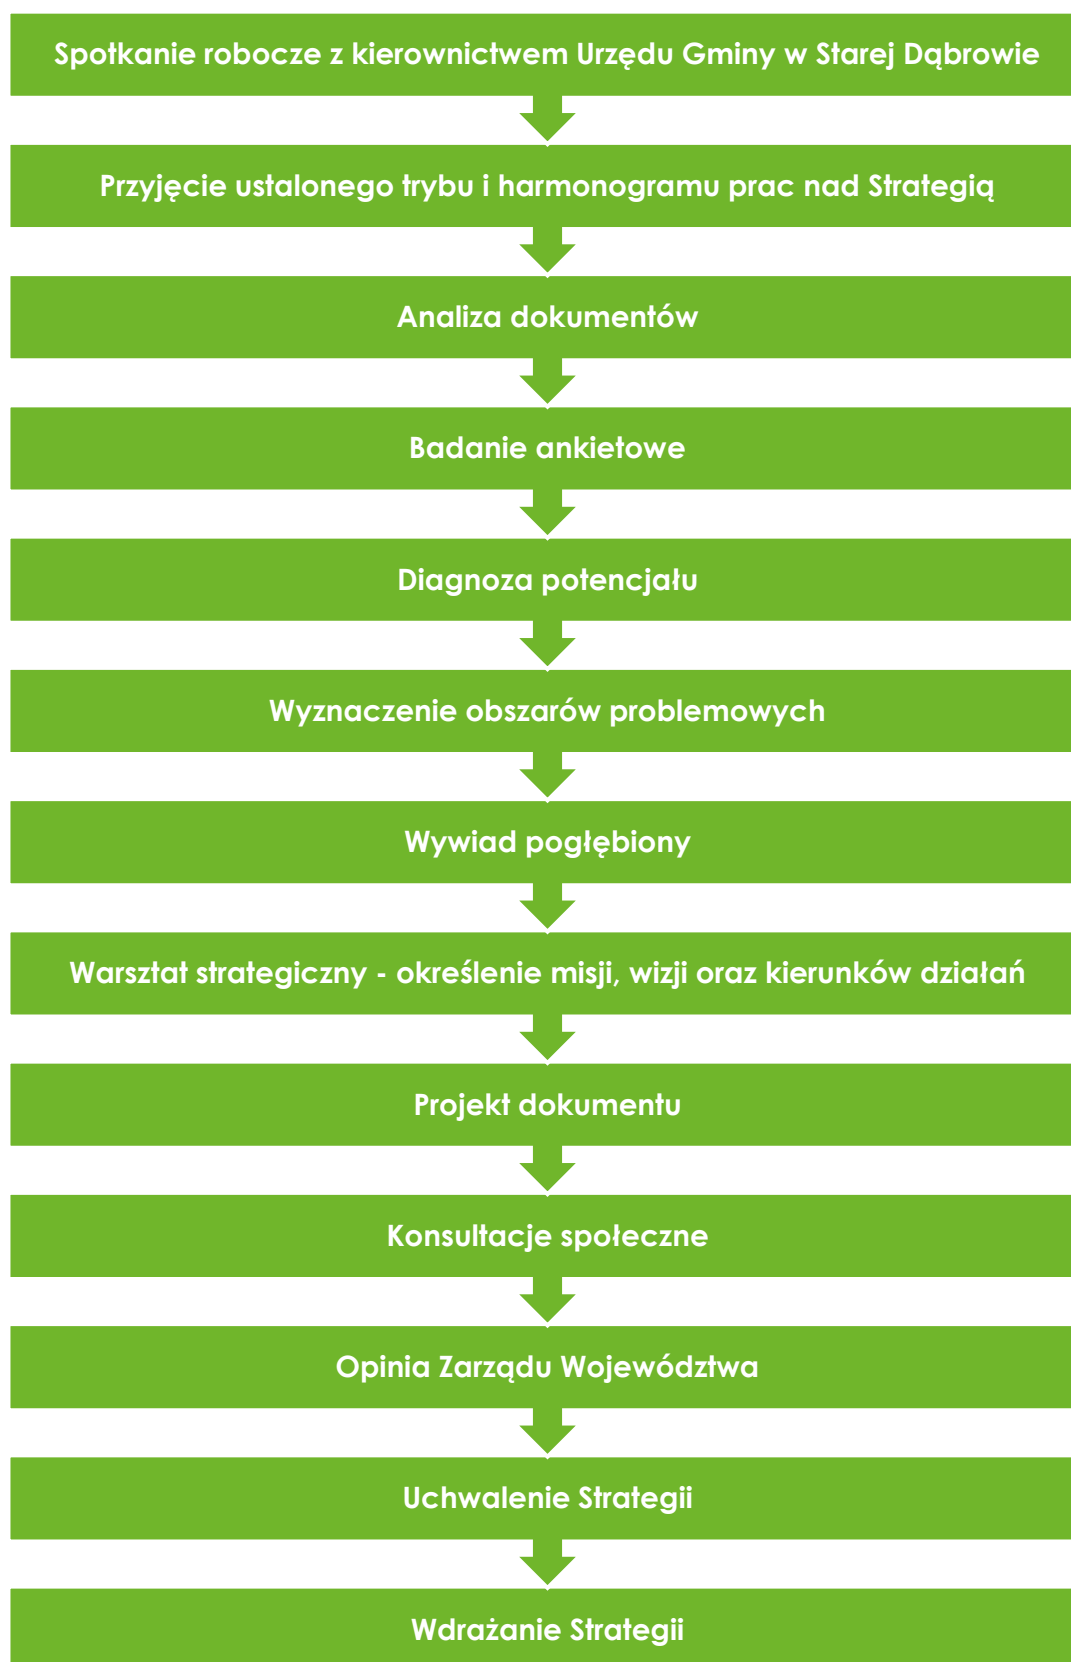 Spotkanie robocze z kierownictwem Urzędu Gminy w Starej Dąbrowie
Przyjęcie ustalonego trybu i harmonogramu prac nad Strategią
Analiza dokumentów
Badanie ankietowe
Diagnoza potencjału
Wyznaczenie obszarów problemowych
Wywiad pogłębiony
Warsztat strategiczny - określenie misji, wizji oraz kierunków działań
Projekt dokumentu
Konsultacje społeczne
Opinia Zarządu Województwa
Uchwalenie Strategii
Wdrażanie Strategii